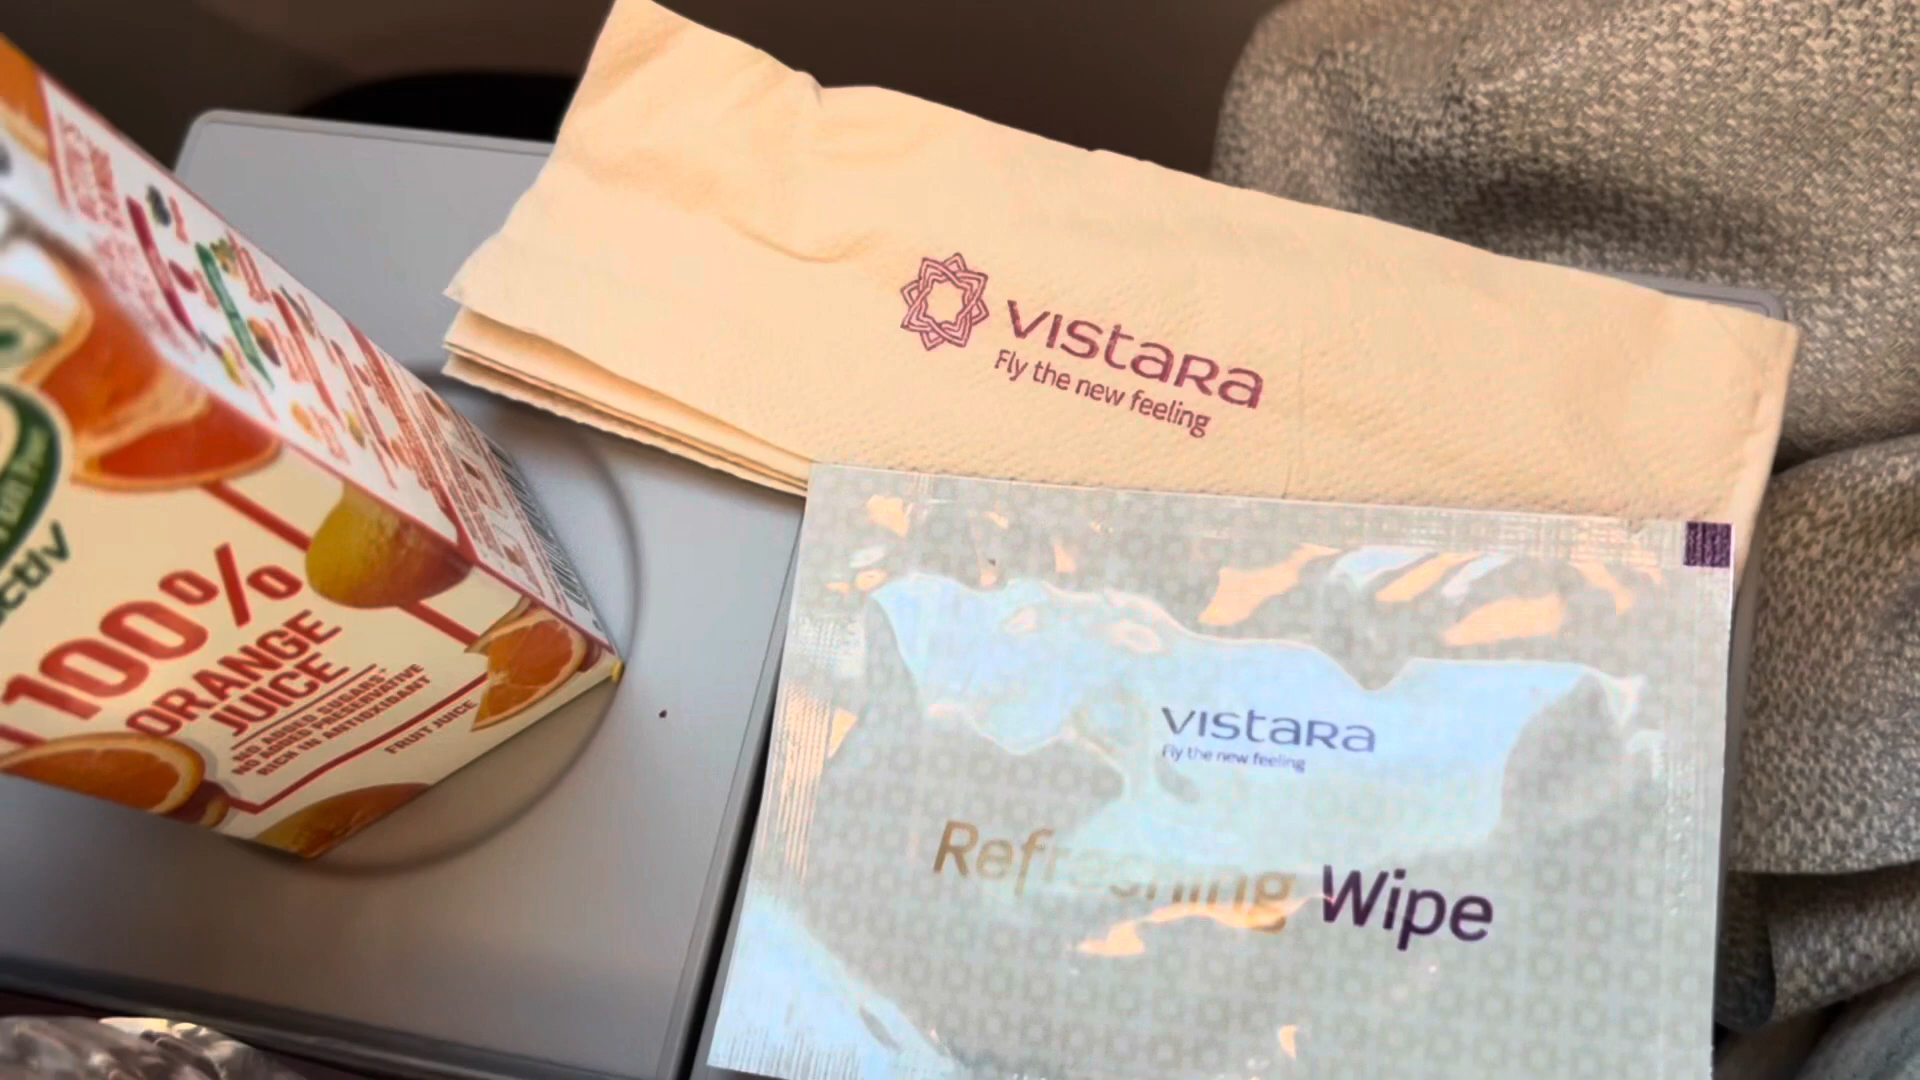 VISTARA
Fly the new feeling
VISTARA
Fly the new feeling
Refreshing Wipe
100%
ORANGE
JUICE
NO ADDED SUGARS*
NO ADDED PRESERVATIVE
RICH IN ANTIOXIDANT
FRUIT JUICE